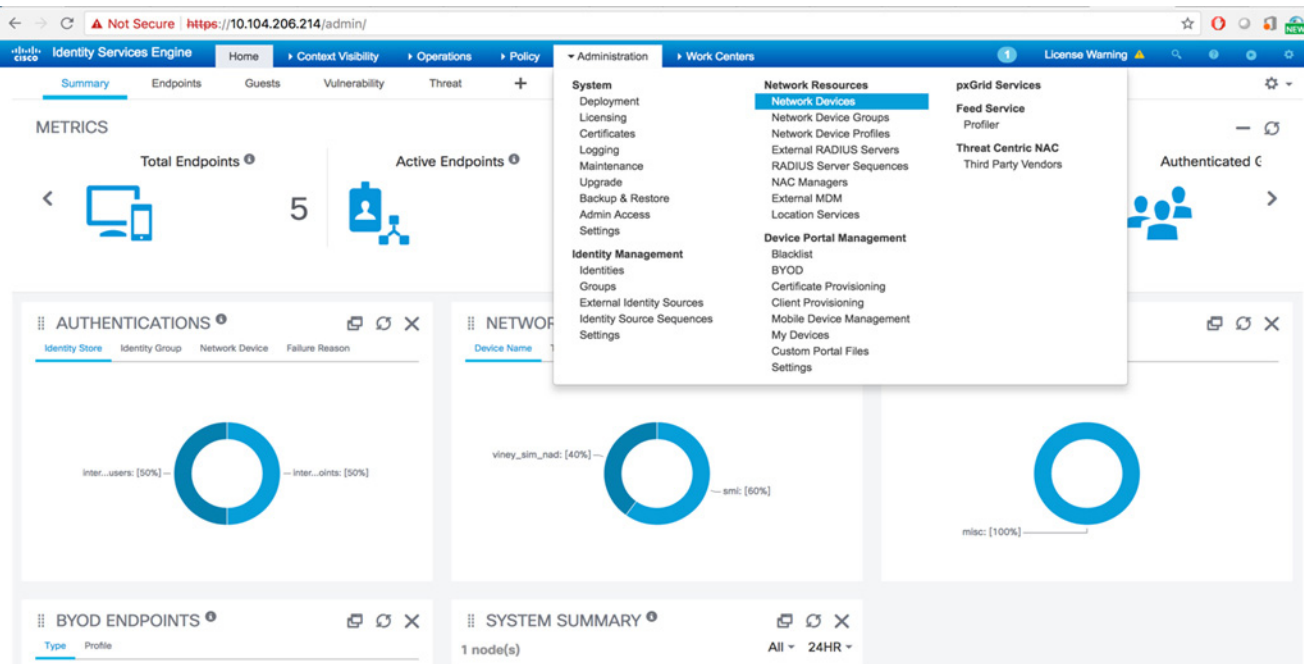 Not Secure https://10.104.206.214/admin/
NEW
cisco Identity Services Engine Home Context Visibility Operations Policy Administration Work Centers 1 License Warning
Summary Endpoints Guests Vulnerability Threat +
METRICS
Total Endpoints
5
Active Endpoints
Authenticated G
System
Deployment
Licensing
Certificates
Logging
Maintenance
Upgrade
Backup & Restore
Admin Access
Settings
Identity Management
Identities
Groups
External Identity Sources
Identity Source Sequences
Settings
Network Resources
Network Devices
Network Device Groups
Network Device Profiles
External RADIUS Servers
RADIUS Server Sequences
NAC Managers
External MDM
Location Services
Device Portal Management
Blacklist
BYOD
Certificate Provisioning
Client Provisioning
Mobile Device Management
My Devices
Custom Portal Files
Settings
pxGrid Services
Feed Service
Profiler
Threat Centric NAC
Third Party Vendors
AUTHENTICATIONS
Identity Store Identity Group Network Device Failure Reason
inter...users: [50%]
inter...oints: [50%]
NETWOR
Device Name T
viney_sim_nad: [40%]
smi: [60%]
misc: [100%]
BYOD ENDPOINTS
Type Profile
SYSTEM SUMMARY
1 node(s)
All 24HR